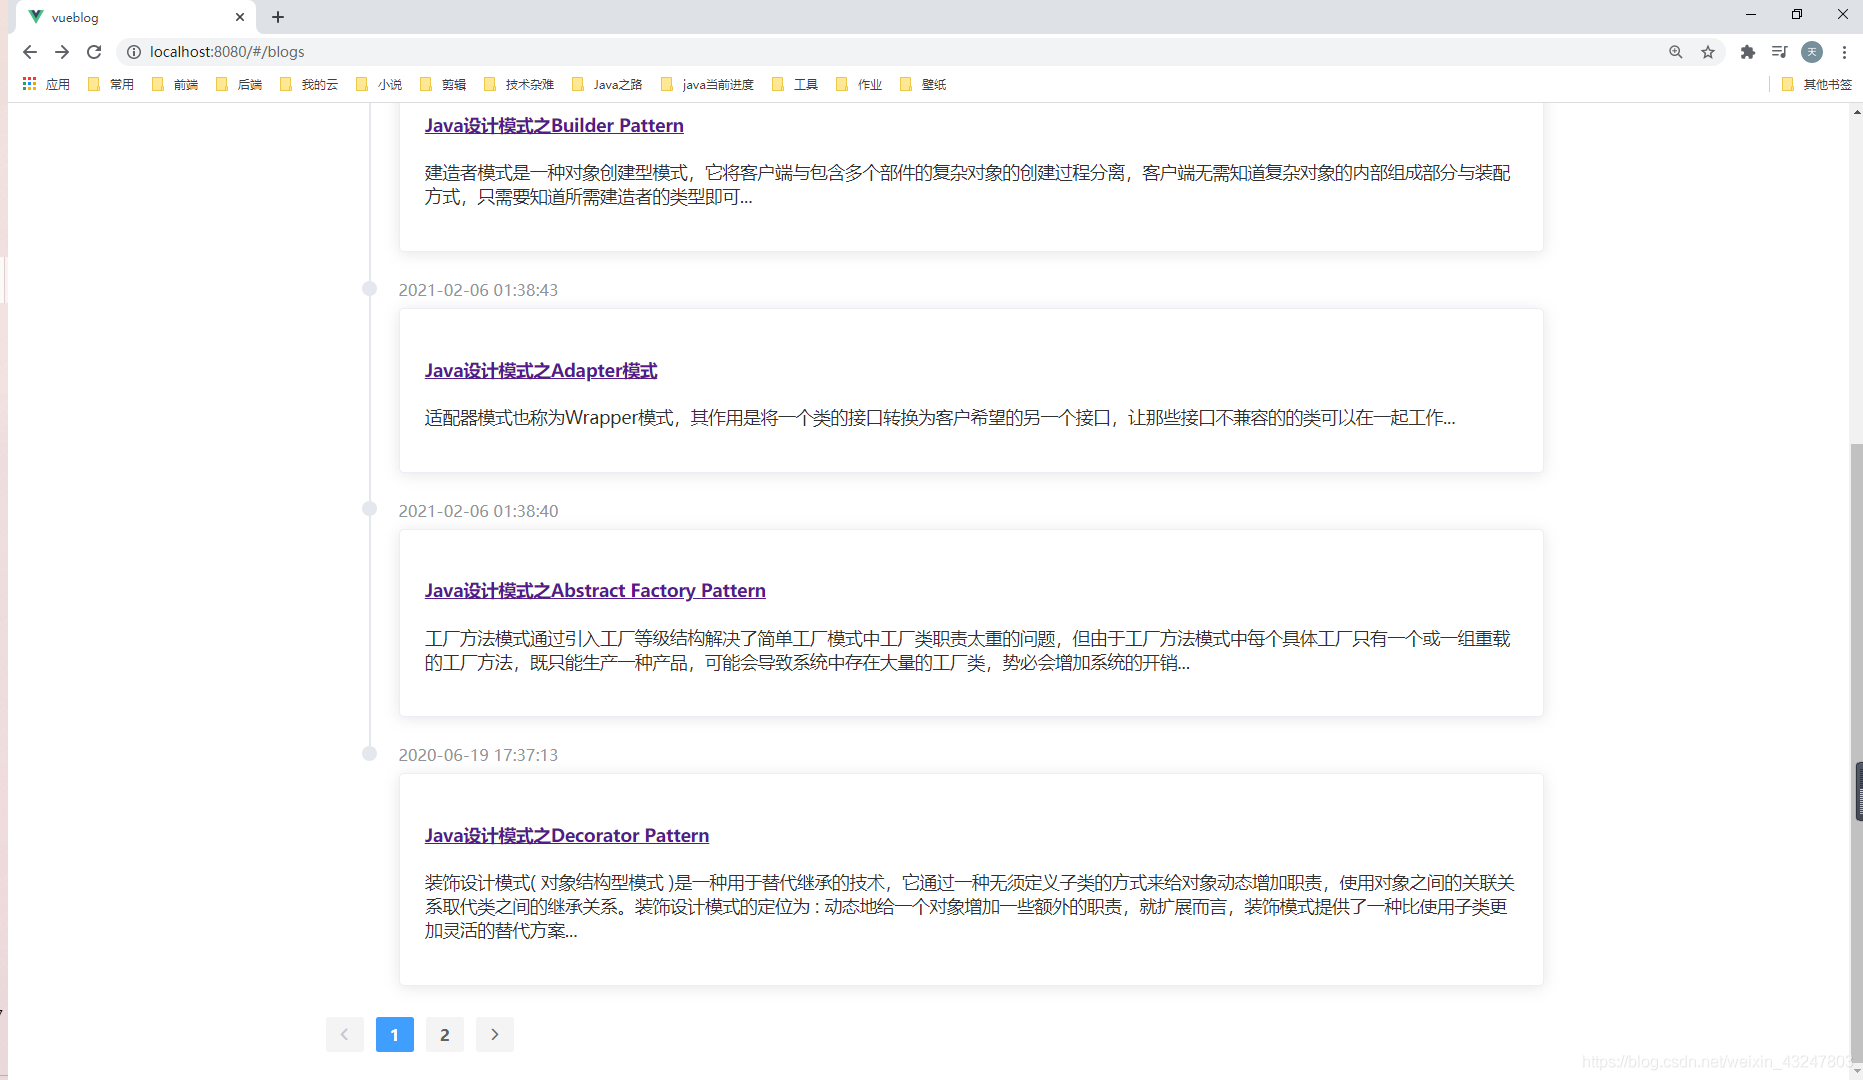 vueblog
localhost:8080/#/blogs
天
应用 常用 前端 后端 我的云 小说 剪辑 技术杂难 Java之路 java当前进度 工具 作业 壁纸 其他书签
Java设计模式之Builder Pattern
建造者模式是一种对象创建型模式，它将客户端与包含多个部件的复杂对象的创建过程分离，客户端无需知道复杂对象的内部组成部分与装配
方式，只需要知道所需建造者的类型即可...
2021-02-06 01:38:43
Java设计模式之Adapter模式
适配器模式也称为Wrapper模式，其作用是将一个类的接口转换为客户希望的另一个接口，让那些接口不兼容的的类可以在一起工作...
2021-02-06 01:38:40
Java设计模式之Abstract Factory Pattern
工厂方法模式通过引入工厂等级结构解决了简单工厂模式中工厂类职责太重的问题，但由于工厂方法模式中每个具体工厂只有一个或一组重载
的工厂方法，既只能生产一种产品，可能会导致系统中存在大量的工厂类，势必会增加系统的开销...
2020-06-19 17:37:13
Java设计模式之Decorator Pattern
装饰设计模式( 对象结构型模式 )是一种用于替代继承的技术，它通过一种无须定义子类的方式来给对象动态增加职责，使用对象之间的关联关
系取代类之间的继承关系。装饰设计模式的定位为 : 动态地给一个对象增加一些额外的职责，就扩展而言，装饰模式提供了一种比使用子类更
加灵活的替代方案...
1 2
https://blog.csdn.net/weixin_43247803